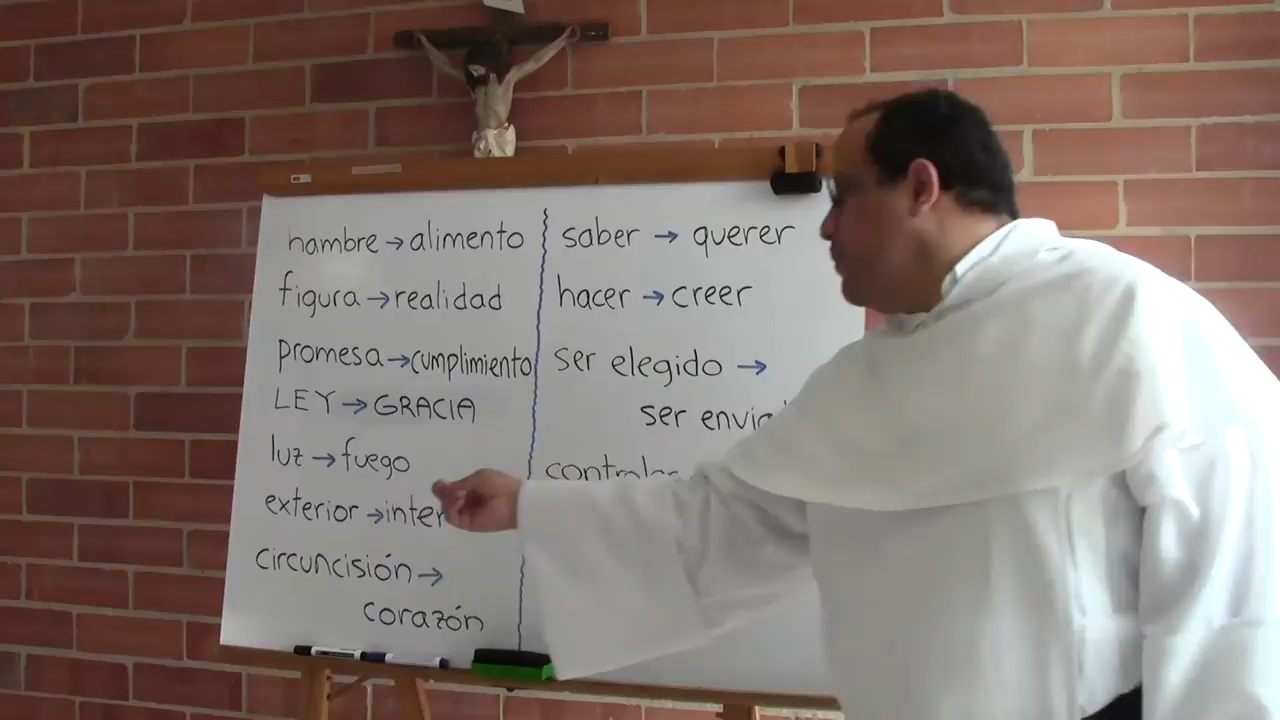 hambre → alimento
figura → realidad
promesa → cumplimiento
LEY → GRACIA
luz → fuego
exterior →
circuncisión →
corazón
saber → querer
hacer → creer
ser elegido →
ser